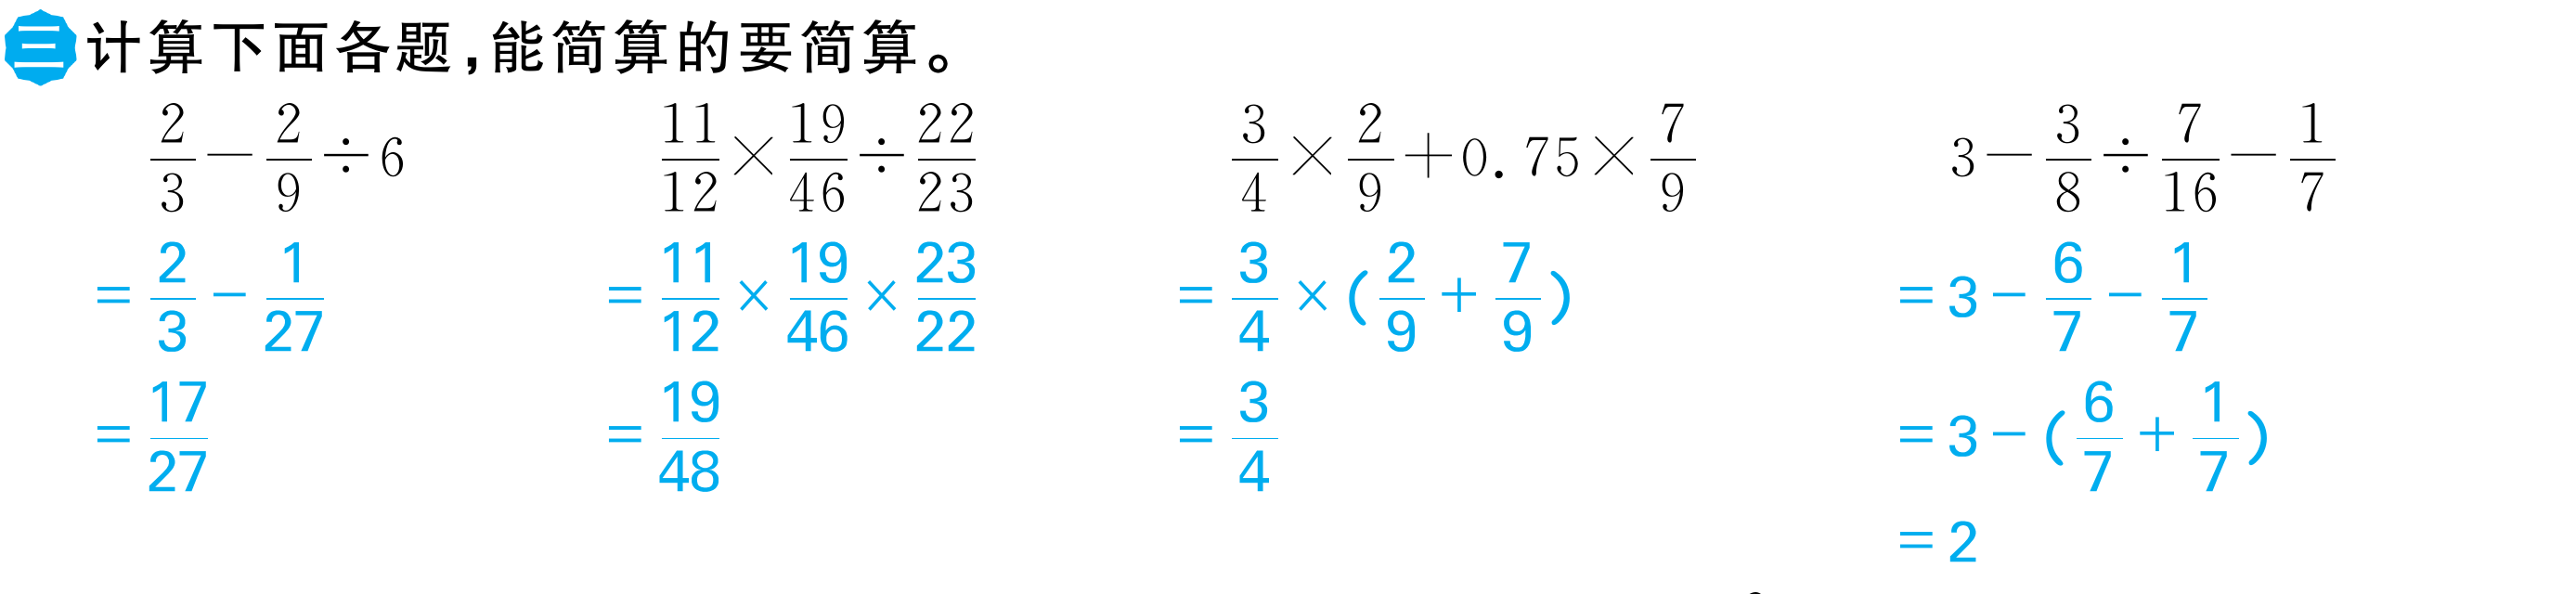 三 计算下面各题,能简算的要简算。
2/3 − 2/9 ÷ 6    11/12 × 19/46 ÷ 22/23    3/4 × 2/9 + 0.75 × 7/9    3 − 3/8 ÷ 7/16 − 1/7
= 2/3 − 1/27    = 11/12 × 19/46 × 23/22    = 3/4 × (2/9 + 7/9)    = 3 − 6/7 − 1/7
= 17/27    = 19/48    = 3/4    = 3 − (6/7 + 1/7)
= 2